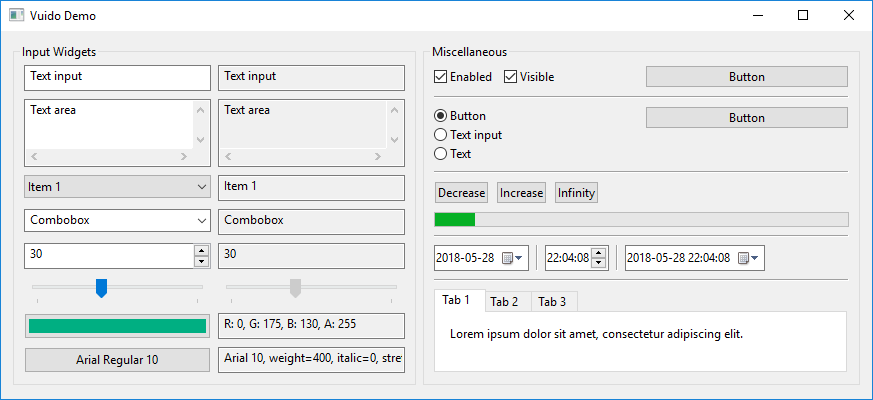 Vuido Demo
Input Widgets
Text input
Text input
Text area
Text area
Item 1
Item 1
Combobox
Combobox
30
30
R: 0, G: 175, B: 130, A: 255
Arial Regular 10
Arial 10, weight=400, italic=0, stre
Miscellaneous
Enabled
Visible
Button
Button
Text input
Text
Button
Decrease
Increase
Infinity
2018-05-28
22:04:08
2018-05-28 22:04:08
Tab 1
Tab 2
Tab 3
Lorem ipsum dolor sit amet, consectetur adipiscing elit.